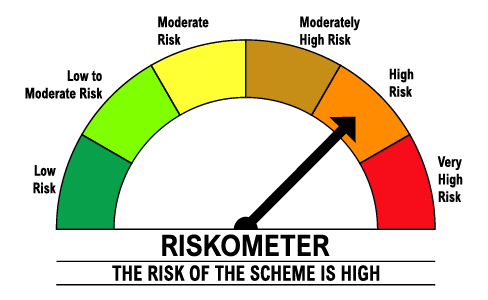 Low
Risk
Low to
Moderate Risk
Moderate
Risk
Moderately
High Risk
High
Risk
Very
High
Risk
RISKOMETER
THE RISK OF THE SCHEME IS HIGH